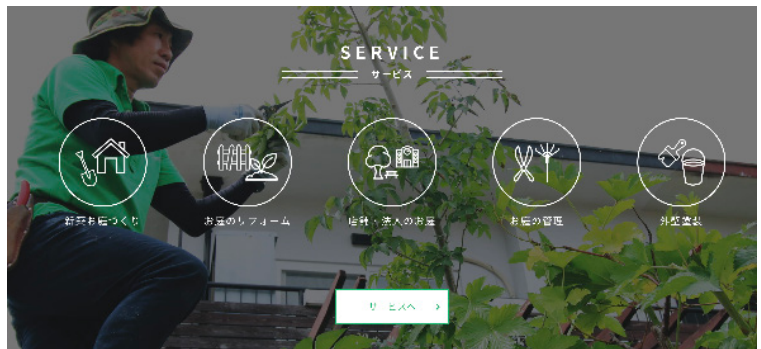 SERVICE
サービス
新築お庭づくり
お庭のリフォーム
店舗・法人のお庭
お庭の管理
外壁塗装
サービスへ